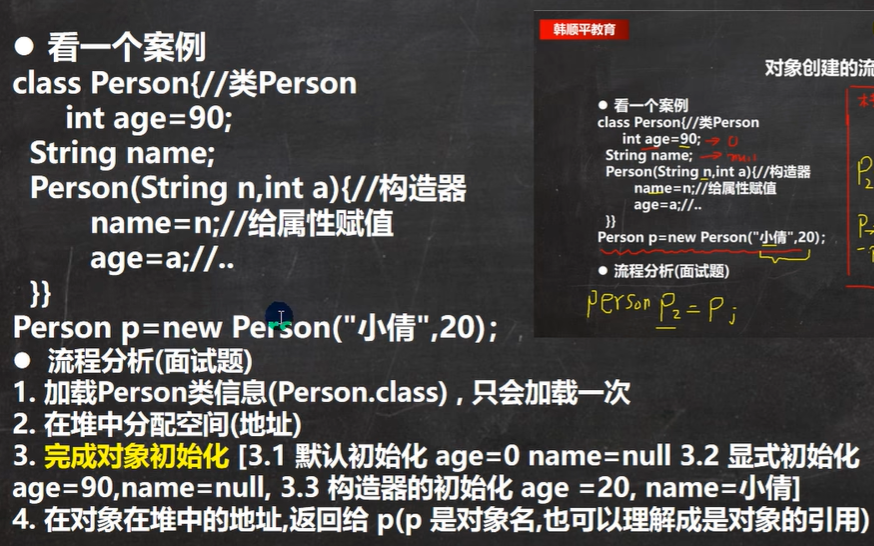 ● 看一个案例
class Person{//类Person
int age=90;
String name;
Person(String n,int a){//构造器
name=n;//给属性赋值
age=a;//..
}}
Person p=new Person("小倩",20);
● 流程分析(面试题)
1. 加载Person类信息(Person.class) , 只会加载一次
2. 在堆中分配空间(地址)
3. 完成对象初始化 [3.1 默认初始化 age=0 name=null 3.2 显式初始化
age=90,name=null, 3.3 构造器的初始化 age =20, name=小倩]
4. 在对象在堆中的地址,返回给 p(p 是对象名,也可以理解成是对象的引用)
韩顺平教育
对象创建的流
● 看一个案例
class Person{//类Person
int age=90; → 0
String name; → null
Person(String n,int a){//构造器
name=n;//给属性赋值
age=a;//..
}}
Person p=new Person("小倩",20);
● 流程分析(面试题)
person P2 = P;
P2